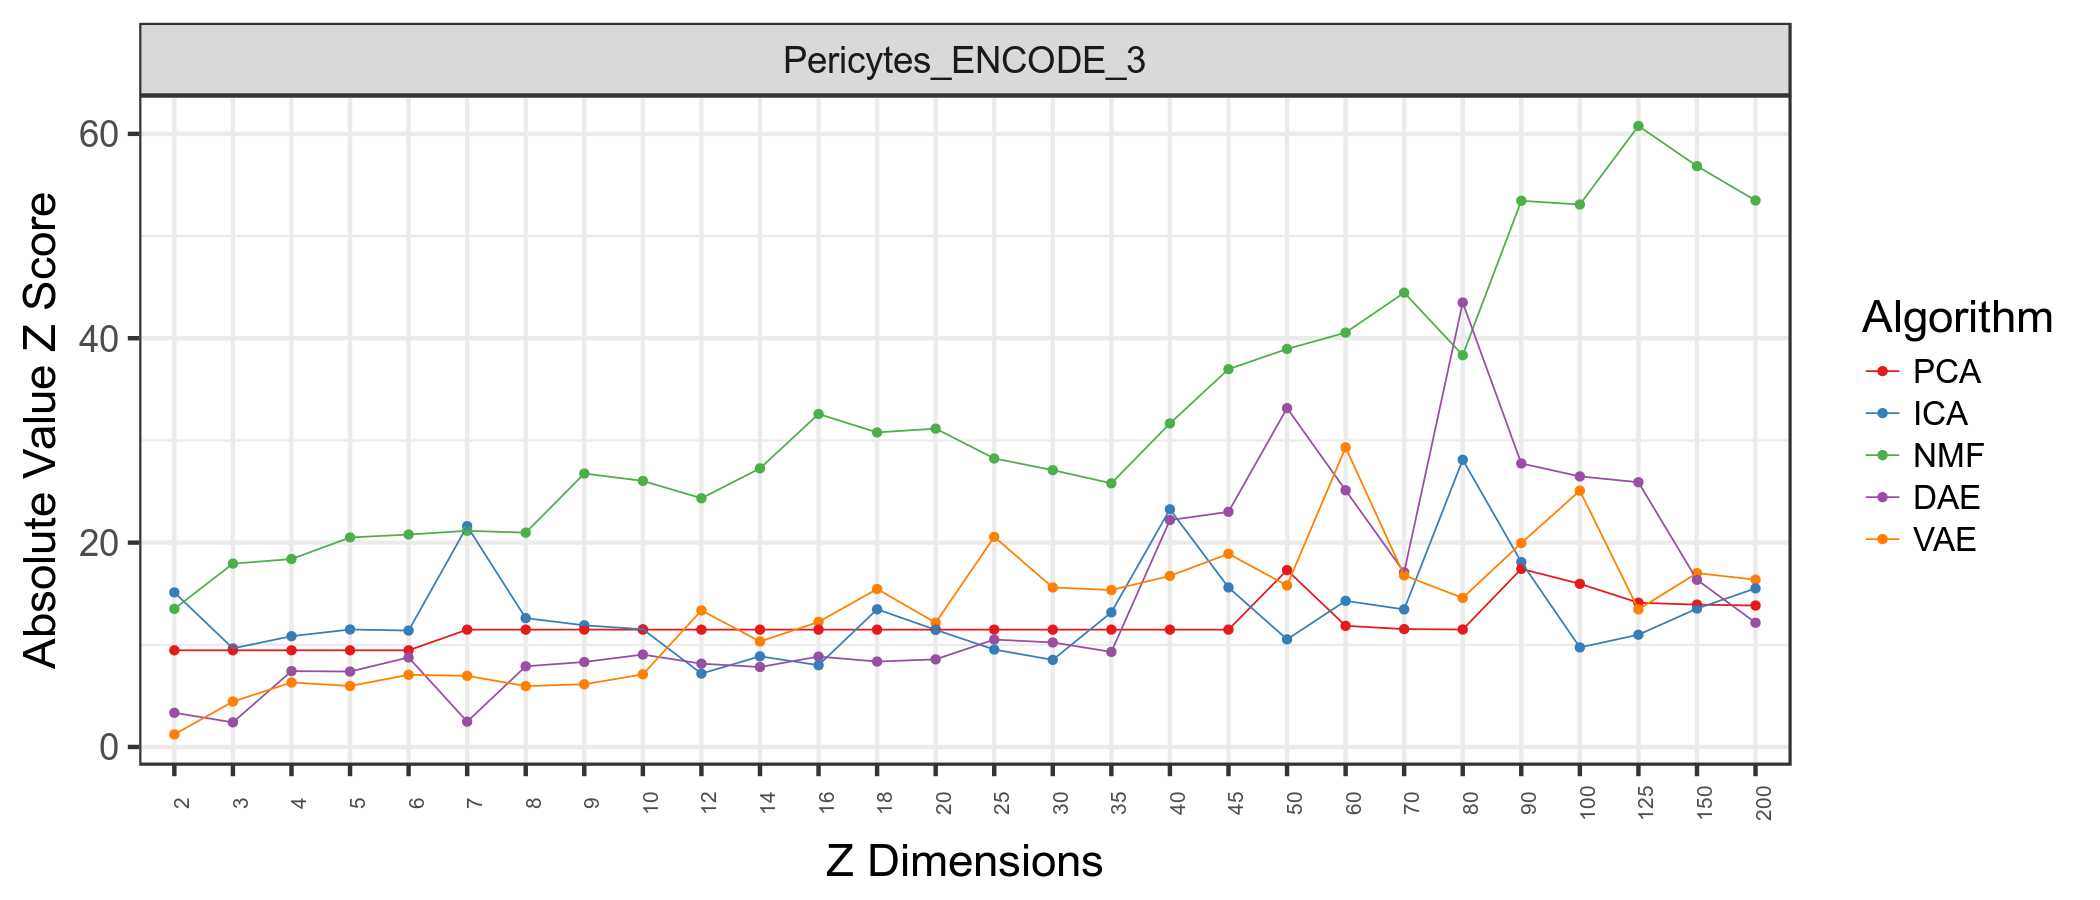 Pericytes_ENCODE_3
Absolute Value Z Score
60
40
20
0
2 3 4 5 6 7 8 9 10 12 14 16 18 20 25 30 35 40 45 50 60 70 80 90 100 125 150 200
Z Dimensions
Algorithm
PCA
ICA
NMF
DAE
VAE